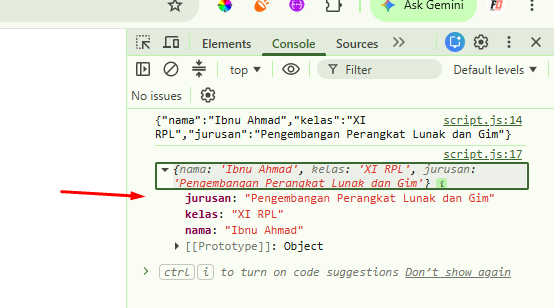 Ask Gemini
Elements Console Sources
top Filter Default levels
No issues
{"nama":"Ibnu Ahmad","kelas":"XI script.js:14
RPL","jurusan":"Pengembangan Perangkat Lunak dan Gim"}
script.js:17
{nama: 'Ibnu Ahmad', kelas: 'XI RPL', jurusan:
'Pengembangan Perangkat Lunak dan Gim'} i
jurusan: "Pengembangan Perangkat Lunak dan Gim"
kelas: "XI RPL"
nama: "Ibnu Ahmad"
[[Prototype]]: Object
ctrl i to turn on code suggestions Don't show again